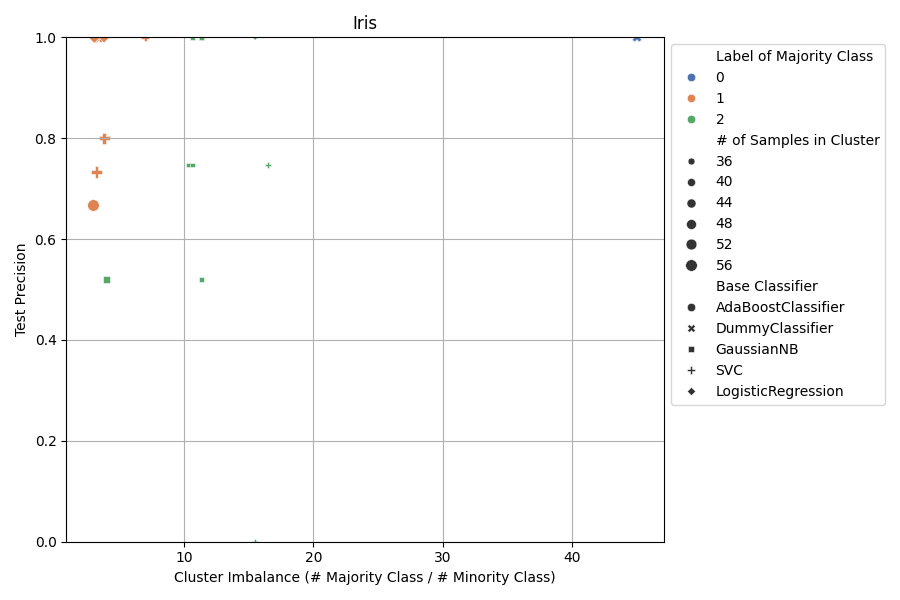 Iris
1.0
0.8
0.6
0.4
0.2
0.0
Test Precision
10
20
30
40
Cluster Imbalance (# Majority Class / # Minority Class)
Label of Majority Class
0
1
2
# of Samples in Cluster
36
40
44
48
52
56
Base Classifier
AdaBoostClassifier
DummyClassifier
GaussianNB
SVC
LogisticRegression